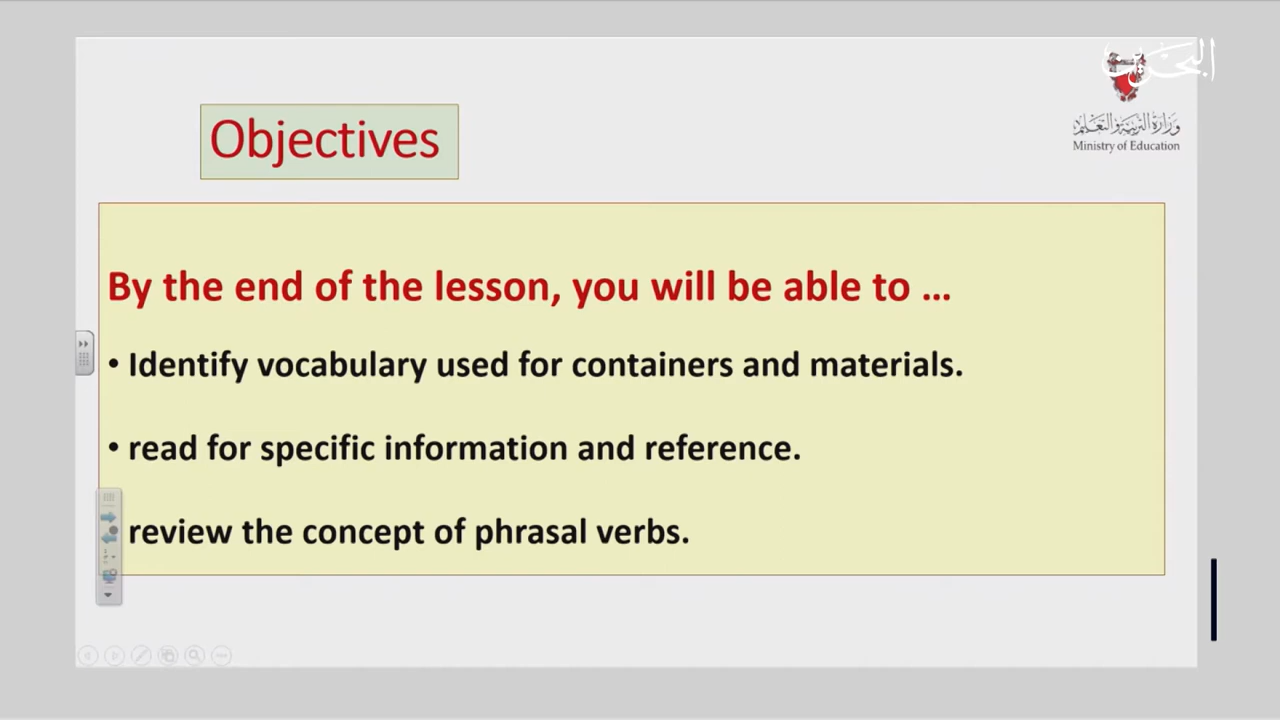 البحرين
وزارة التربية والتعليم
Ministry of Education
Objectives
By the end of the lesson, you will be able to ...
• Identify vocabulary used for containers and materials.
• read for specific information and reference.
review the concept of phrasal verbs.